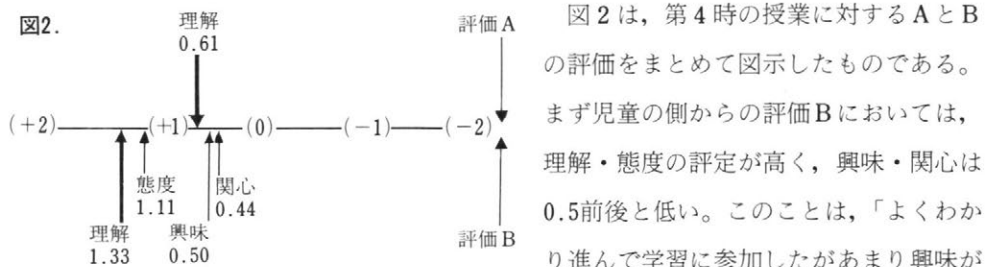 図2.
理解
0.61
評価A
(+2) (+1) (0) (-1) (-2)
態度
1.11
関心
0.44
理解
1.33
興味
0.50
評価B
図2は，第4時の授業に対するAとB
の評価をまとめて図示したものである。
まず児童の側からの評価Bにおいては，
理解・態度の評定が高く，興味・関心は
0.5前後と低い。このことは，「よくわか
り進んで学習に参加したがあまり興味が